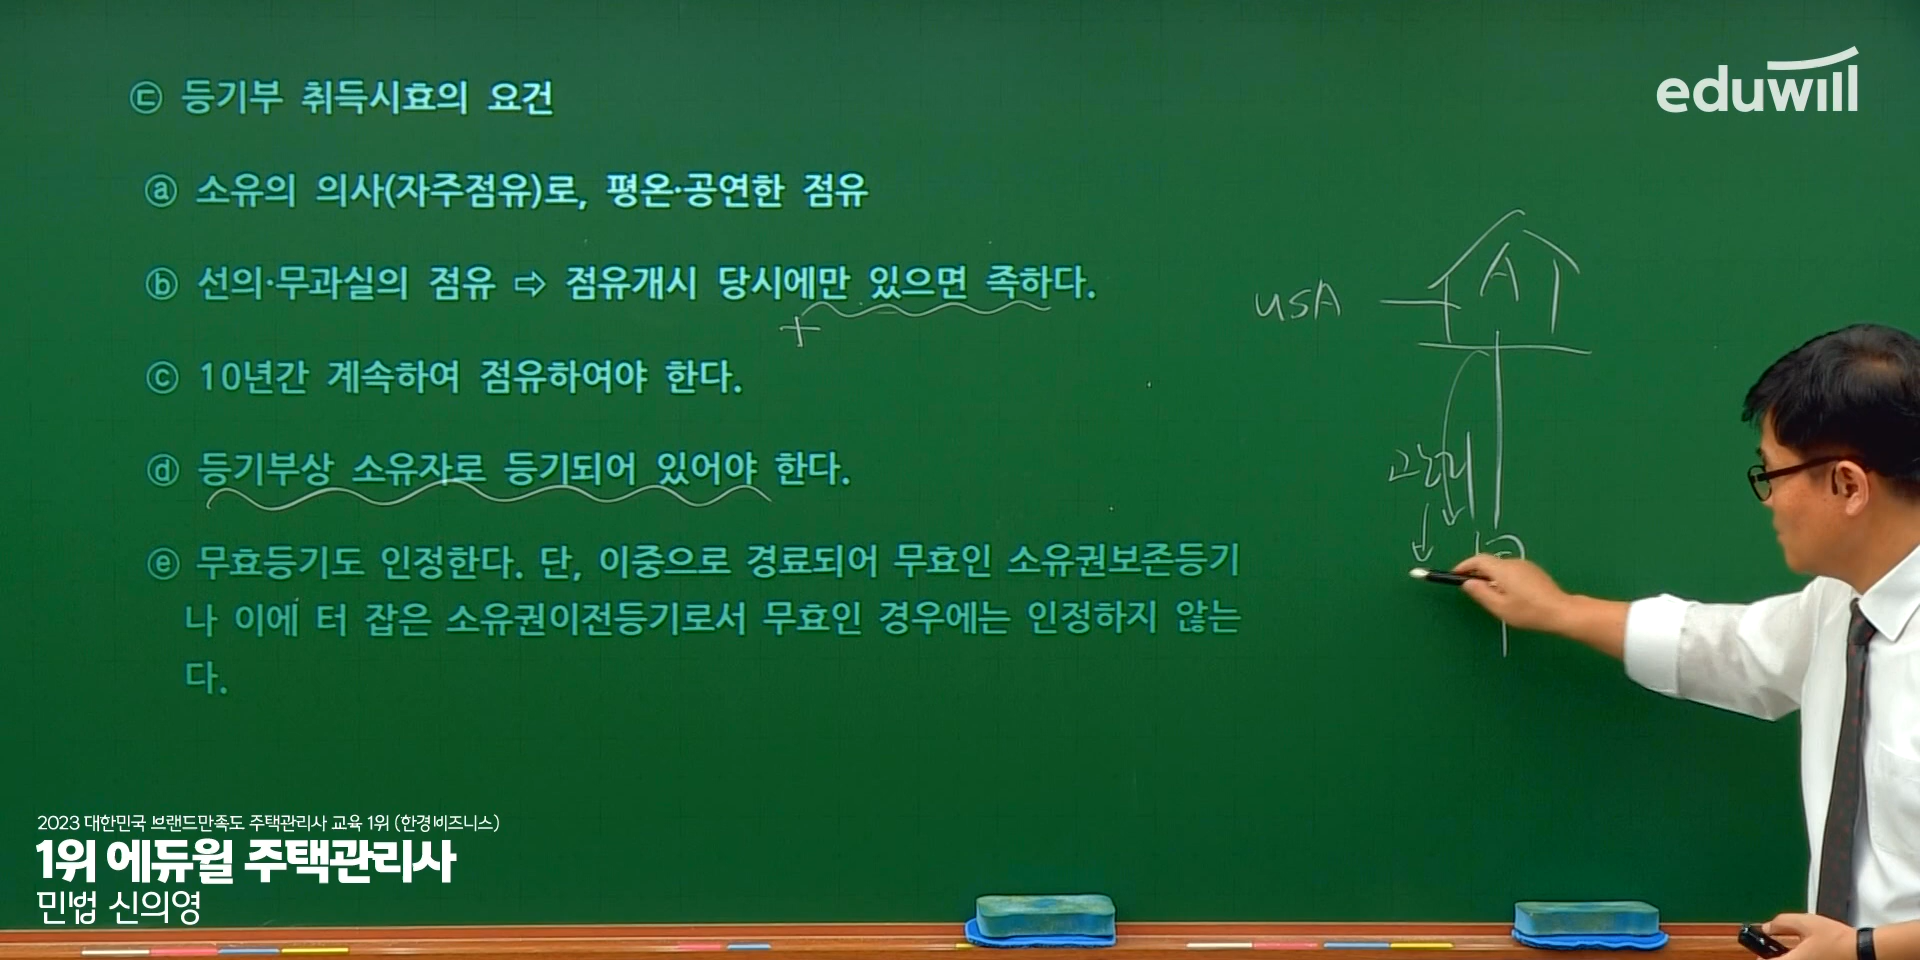 eduwill
㉢ 등기부 취득시효의 요건
ⓐ 소유의 의사(자주점유)로, 평온·공연한 점유
ⓑ 선의·무과실의 점유 ⇨ 점유개시 당시에만 있으면 족하다.
ⓒ 10년간 계속하여 점유하여야 한다.
ⓓ 등기부상 소유자로 등기되어 있어야 한다.
ⓔ 무효등기도 인정한다. 단, 이중으로 경료되어 무효인 소유권보존등기
나 이에 터 잡은 소유권이전등기로서 무효인 경우에는 인정하지 않는
다.
USA
A
관리
2023 대한민국 브랜드만족도 주택관리사 교육 1위 (한경비즈니스)
1위 에듀윌 주택관리사
민법 신의영